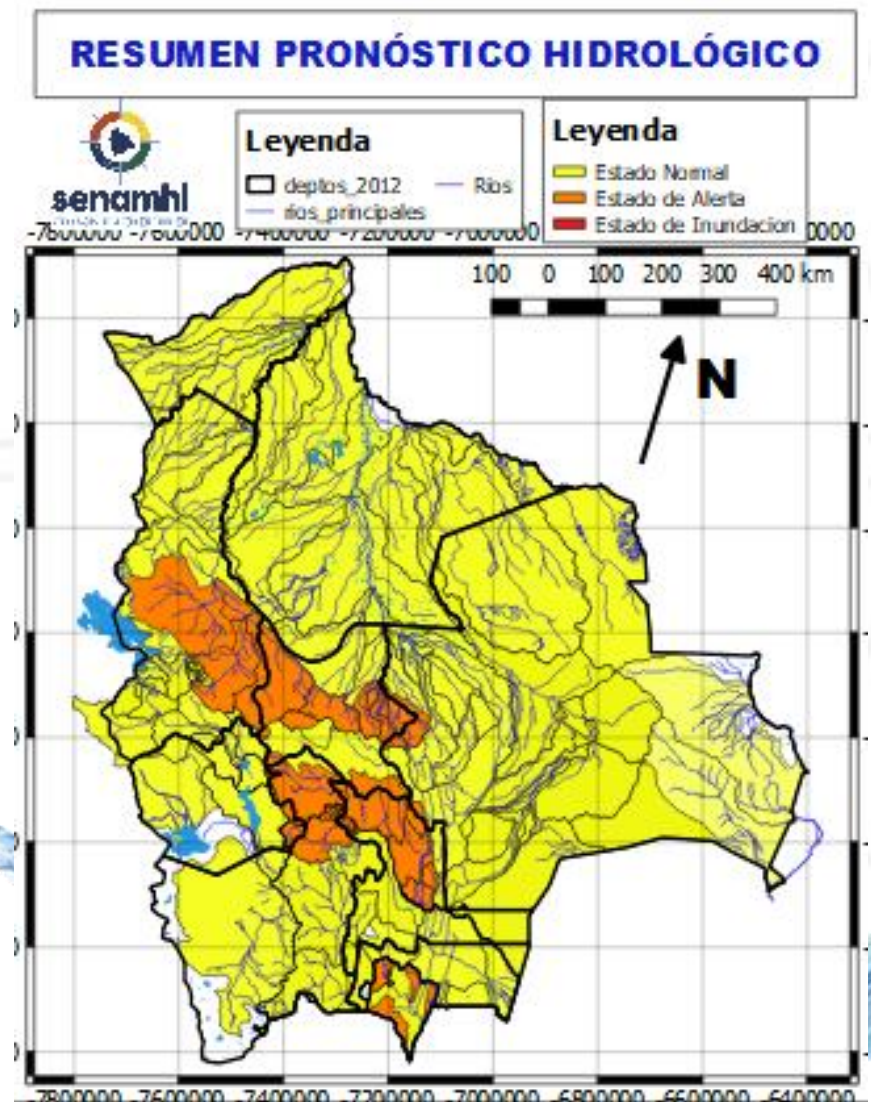 RESUMEN PRONÓSTICO HIDROLÓGICO
senamhi
Leyenda
deptos_2012
Rios
rios_principales
Leyenda
Estado Normal
Estado de Alerta
Estado de Inundacion
-7800000 -7600000 -7400000 -7200000 -7000000
100 0 100 200 300 400 km
N
-7800000 -7600000 -7400000 -7200000 -7000000 -6800000 -6600000 -6400000